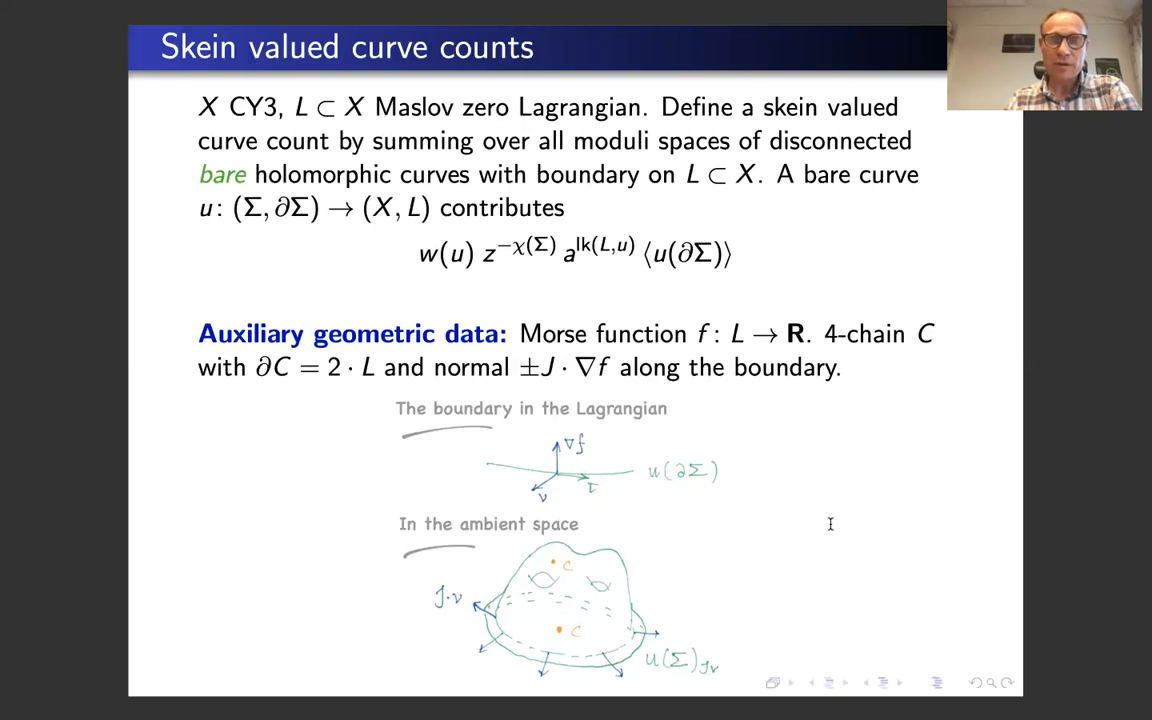 Skein valued curve counts
X CY3, L ⊂ X Maslov zero Lagrangian. Define a skein valued
curve count by summing over all moduli spaces of disconnected
bare holomorphic curves with boundary on L ⊂ X. A bare curve
u: (Σ, ∂Σ) → (X, L) contributes
w(u) z^{−χ(Σ)} a^{lk(L,u)} ⟨u(∂Σ)⟩
Auxiliary geometric data: Morse function f: L → R. 4-chain C
with ∂C = 2 · L and normal ±J · ∇f along the boundary.
The boundary in the Lagrangian
∇f
u(∂Σ)
τ
ν
In the ambient space
C
J·ν
C
u(Σ)_{Jν}